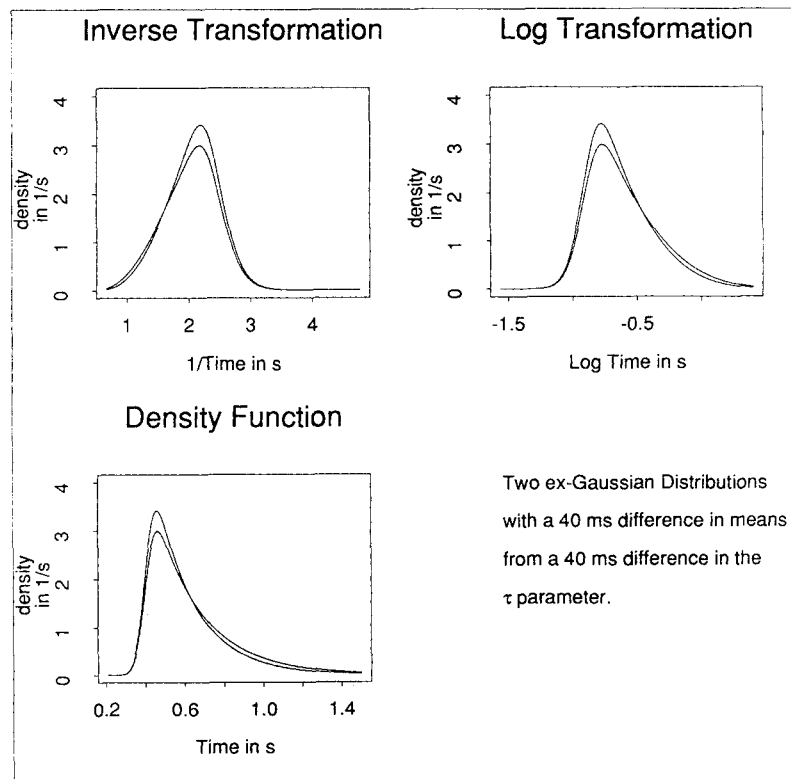 Inverse Transformation
density
in 1/s
4
3
2
1
0
1 2 3 4
1/Time in s
Log Transformation
density
in 1/s
4
3
2
1
0
-1.5 -0.5
Log Time in s
Density Function
density
in 1/s
4
3
2
1
0
0.2 0.6 1.0 1.4
Time in s
Two ex-Gaussian Distributions
with a 40 ms difference in means
from a 40 ms difference in the
τ parameter.